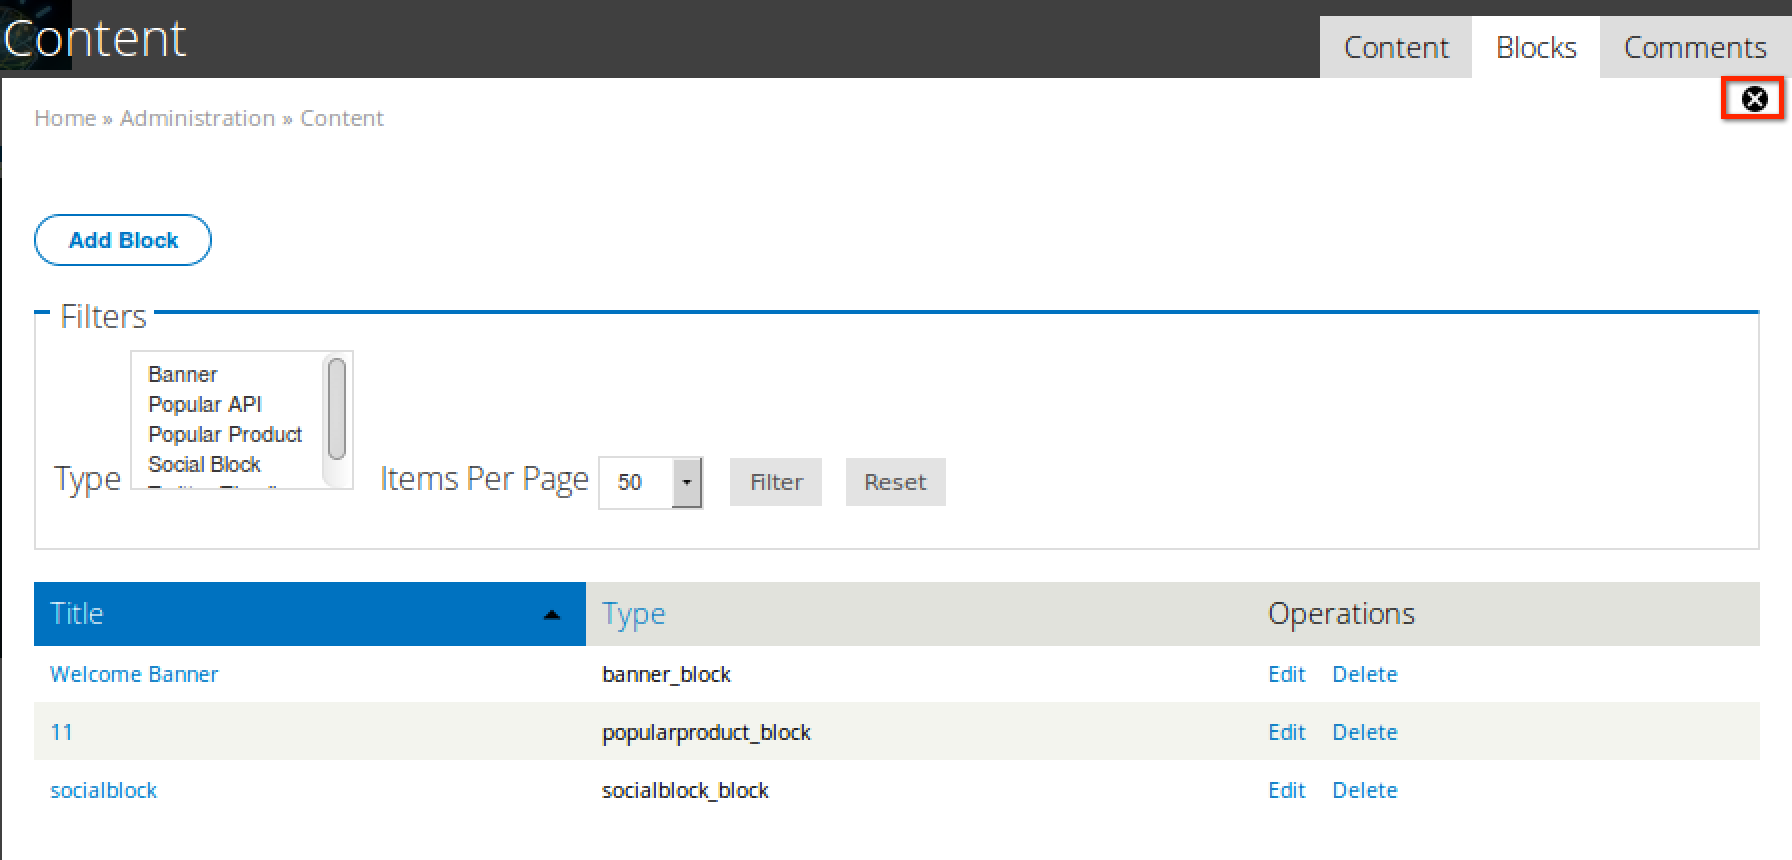 Content
Content Blocks Comments
Home » Administration » Content
Add Block
Filters
Banner
Popular API
Popular Product
Social Block
Type Items Per Page 50 Filter Reset
Title Type Operations
Welcome Banner banner_block Edit Delete
11 popularproduct_block Edit Delete
socialblock socialblock_block Edit Delete